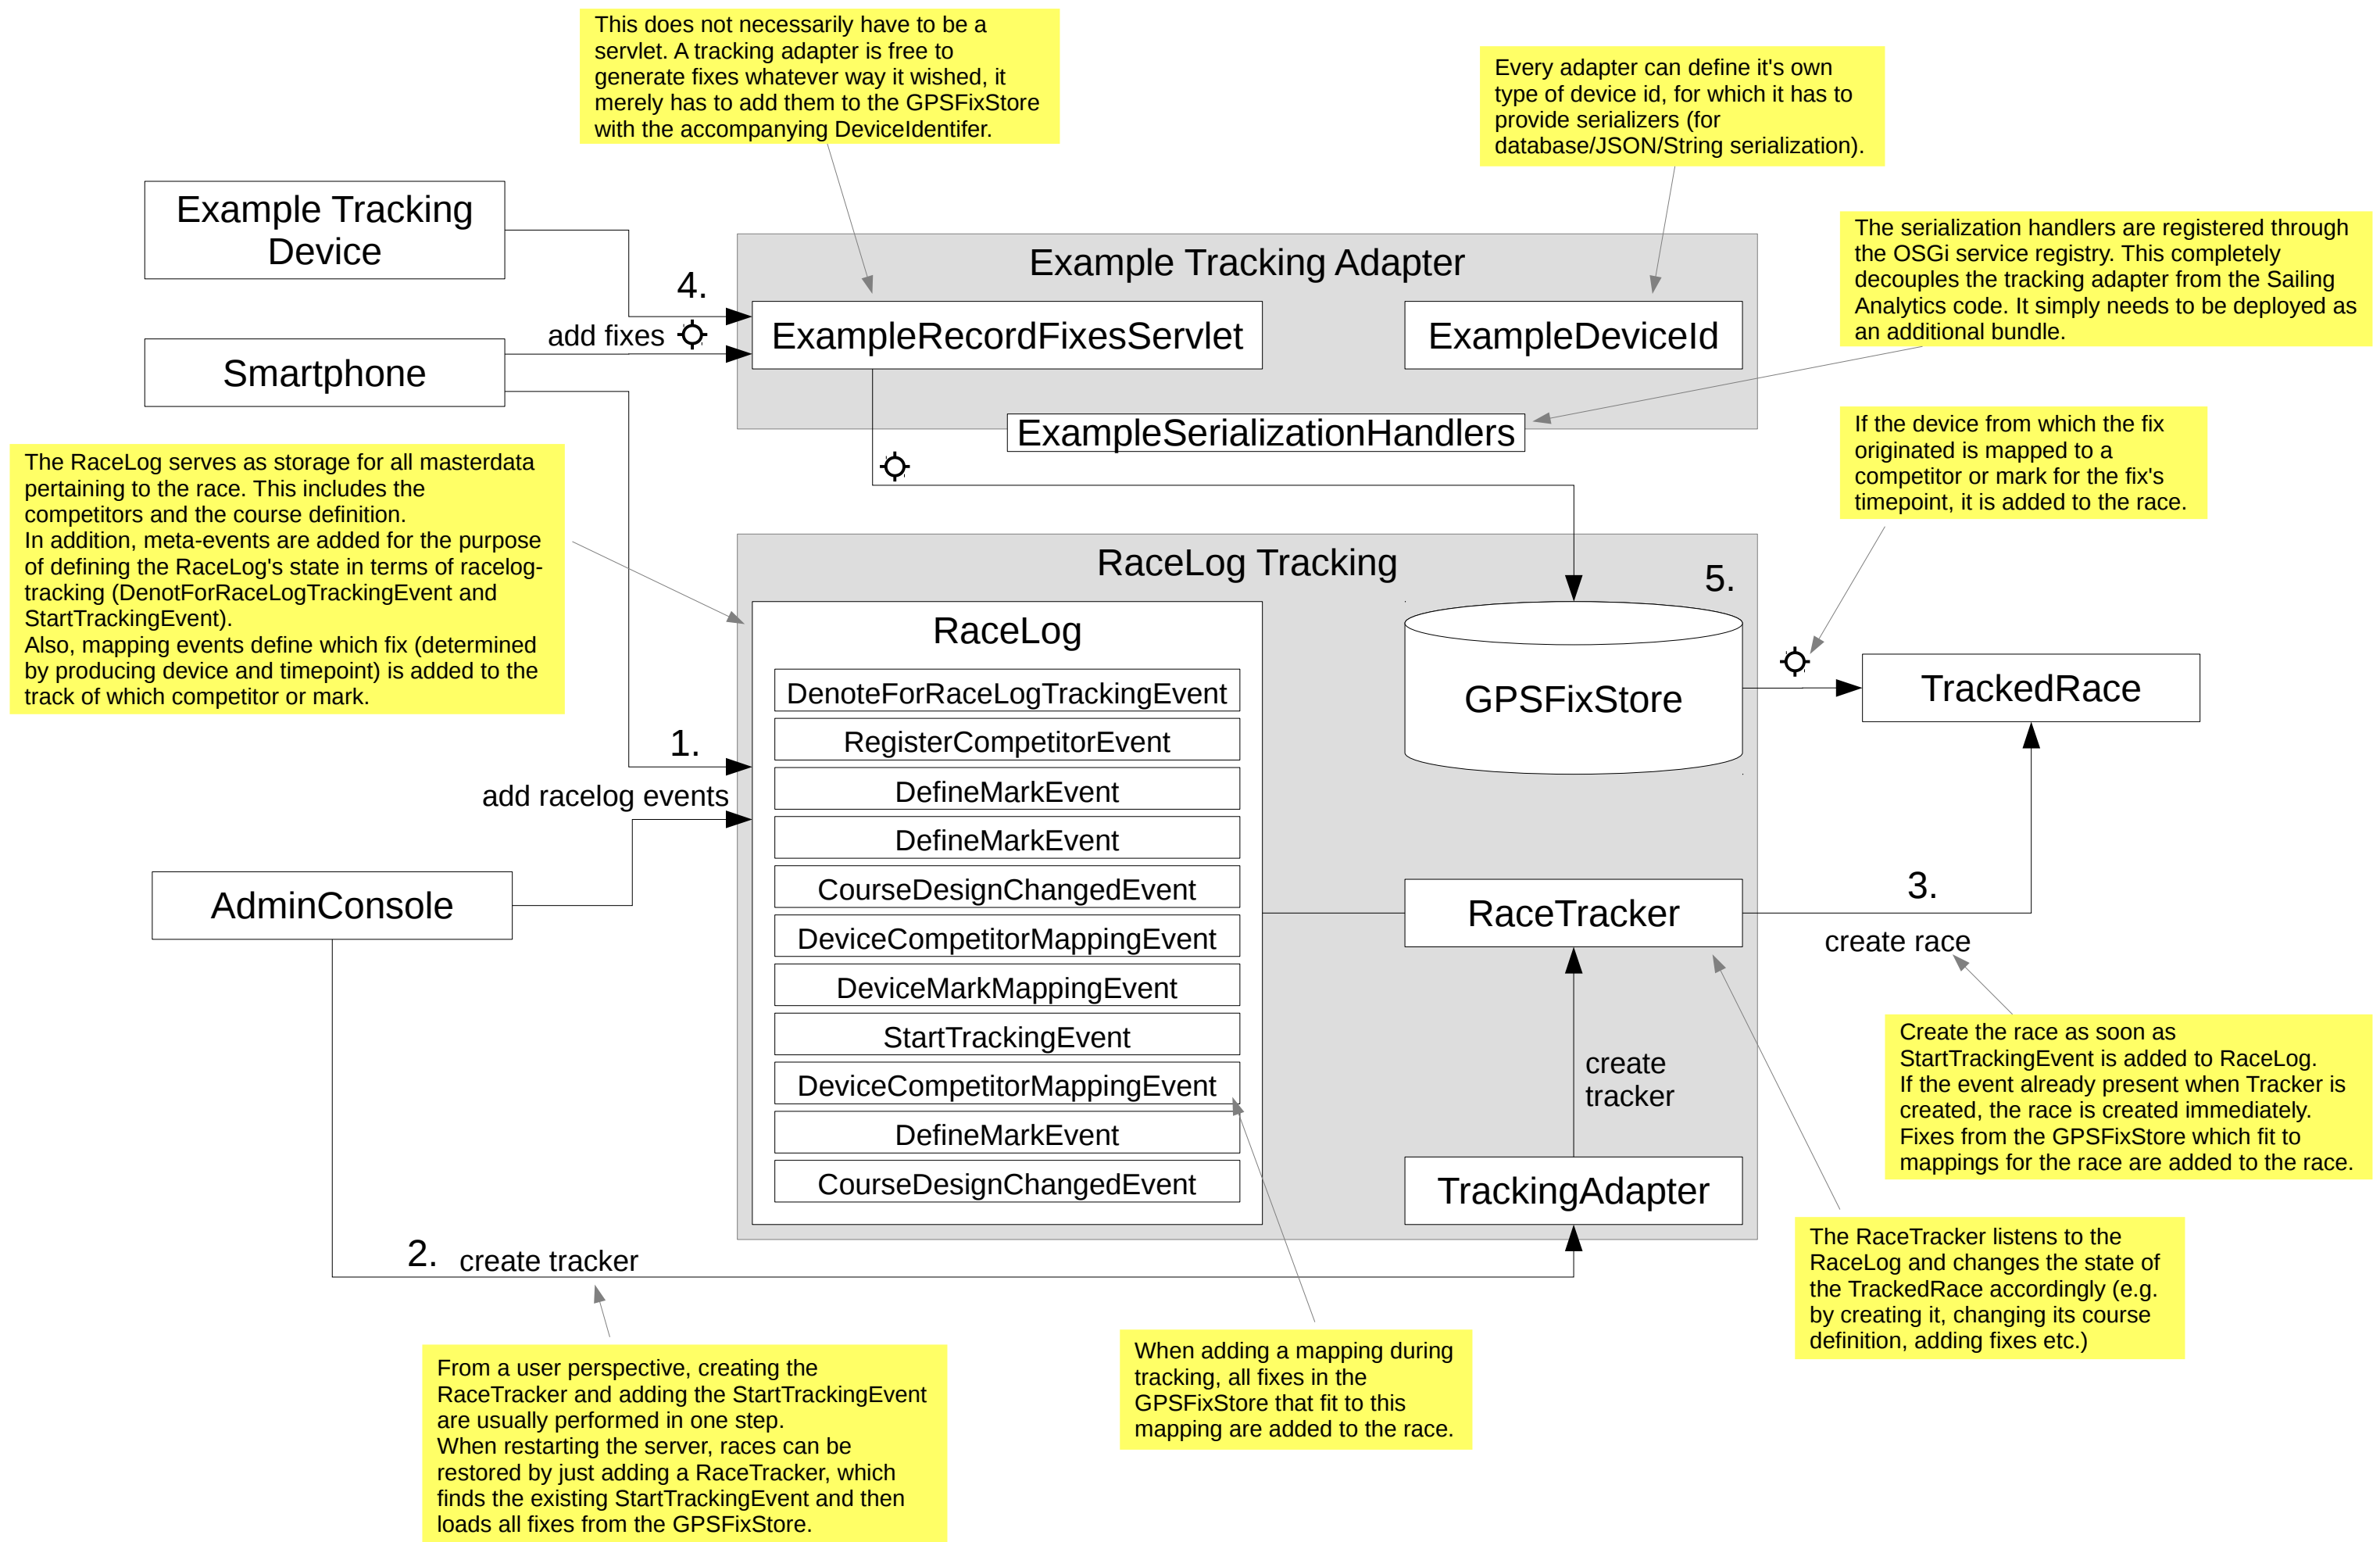 This does not necessarily have to be a
servlet. A tracking adapter is free to
generate fixes whatever way it wished, it
merely has to add them to the GPSFixStore
with the accompanying DeviceIdentifer.
Every adapter can define it's own
type of device id, for which it has to
provide serializers (for
database/JSON/String serialization).
Example Tracking
Device
The serialization handlers are registered through
the OSGi service registry. This completely
decouples the tracking adapter from the Sailing
Analytics code. It simply needs to be deployed as
an additional bundle.
Example Tracking Adapter
4.
add fixes
ExampleRecordFixesServlet
ExampleDeviceId
Smartphone
ExampleSerializationHandlers
If the device from which the fix
originated is mapped to a
competitor or mark for the fix's
timepoint, it is added to the race.
The RaceLog serves as storage for all masterdata
pertaining to the race. This includes the
competitors and the course definition.
In addition, meta-events are added for the purpose
of defining the RaceLog's state in terms of racelog-
tracking (DenotForRaceLogTrackingEvent and
StartTrackingEvent).
Also, mapping events define which fix (determined
by producing device and timepoint) is added to the
track of which competitor or mark.
RaceLog Tracking
5.
RaceLog
DenoteForRaceLogTrackingEvent
RegisterCompetitorEvent
DefineMarkEvent
DefineMarkEvent
CourseDesignChangedEvent
DeviceCompetitorMappingEvent
DeviceMarkMappingEvent
StartTrackingEvent
DeviceCompetitorMappingEvent
DefineMarkEvent
CourseDesignChangedEvent
GPSFixStore
TrackedRace
1.
add racelog events
AdminConsole
RaceTracker
3.
create race
create
tracker
TrackingAdapter
Create the race as soon as
StartTrackingEvent is added to RaceLog.
If the event already present when Tracker is
created, the race is created immediately.
Fixes from the GPSFixStore which fit to
mappings for the race are added to the race.
2.
create tracker
The RaceTracker listens to the
RaceLog and changes the state of
the TrackedRace accordingly (e.g.
by creating it, changing its course
definition, adding fixes etc.)
From a user perspective, creating the
RaceTracker and adding the StartTrackingEvent
are usually performed in one step.
When restarting the server, races can be
restored by just adding a RaceTracker, which
finds the existing StartTrackingEvent and then
loads all fixes from the GPSFixStore.
When adding a mapping during
tracking, all fixes in the
GPSFixStore that fit to this
mapping are added to the race.